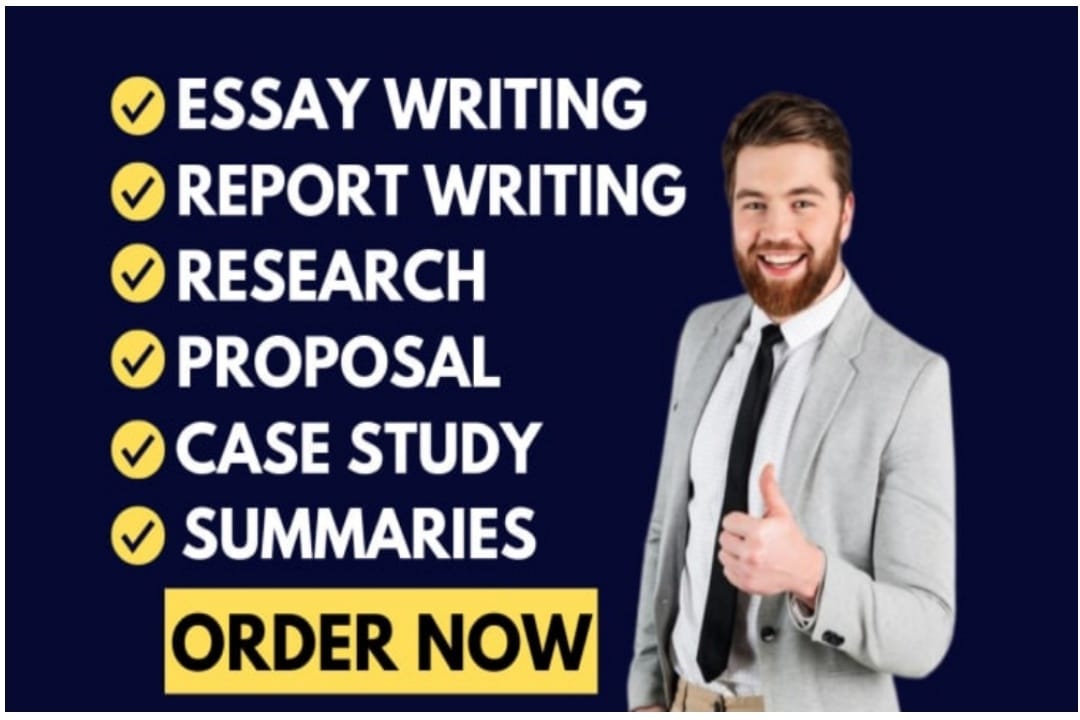 ESSAY WRITING
REPORT WRITING
RESEARCH
PROPOSAL
CASE STUDY
SUMMARIES
ORDER NOW